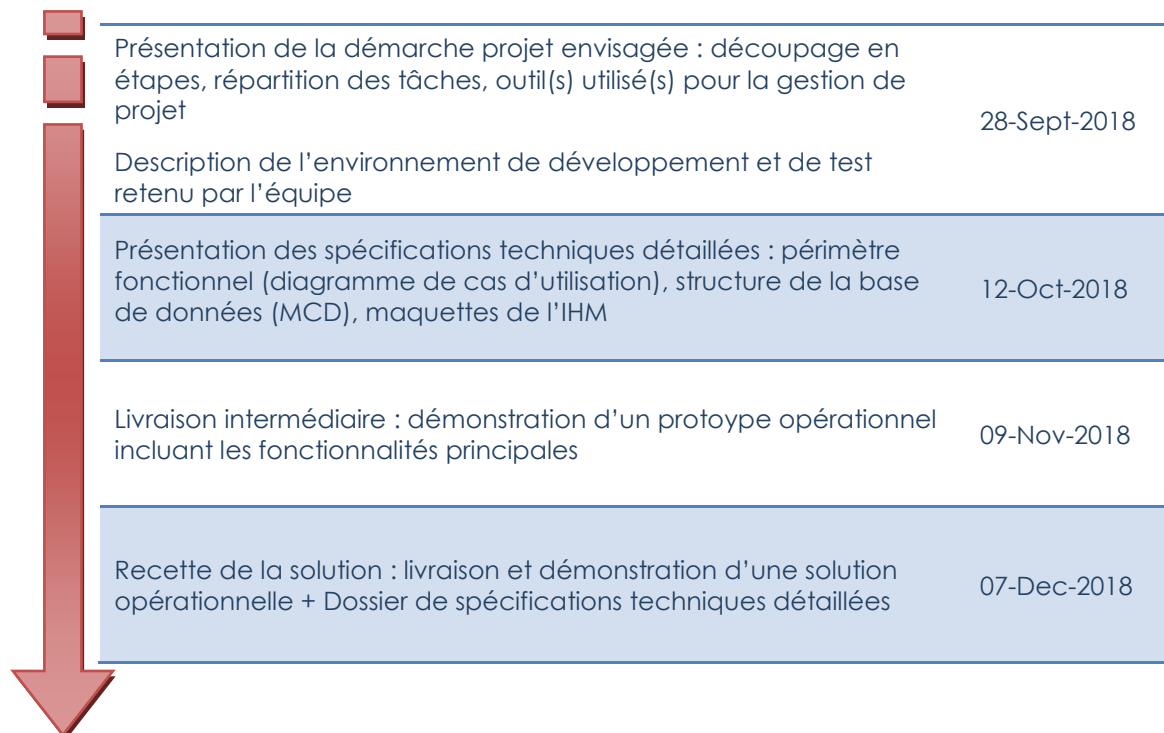 Présentation de la démarche projet envisagée : découpage en
étapes, répartition des tâches, outil(s) utilisé(s) pour la gestion de
projet
Description de l’environnement de développement et de test
retenu par l’équipe
28-Sept-2018
Présentation des spécifications techniques détaillées : périmètre
fonctionnel (diagramme de cas d’utilisation), structure de la base
de données (MCD), maquettes de l’IHM
12-Oct-2018
Livraison intermédiaire : démonstration d’un protoype opérationnel
incluant les fonctionnalités principales
09-Nov-2018
Recette de la solution : livraison et démonstration d’une solution
opérationnelle + Dossier de spécifications techniques détaillées
07-Dec-2018